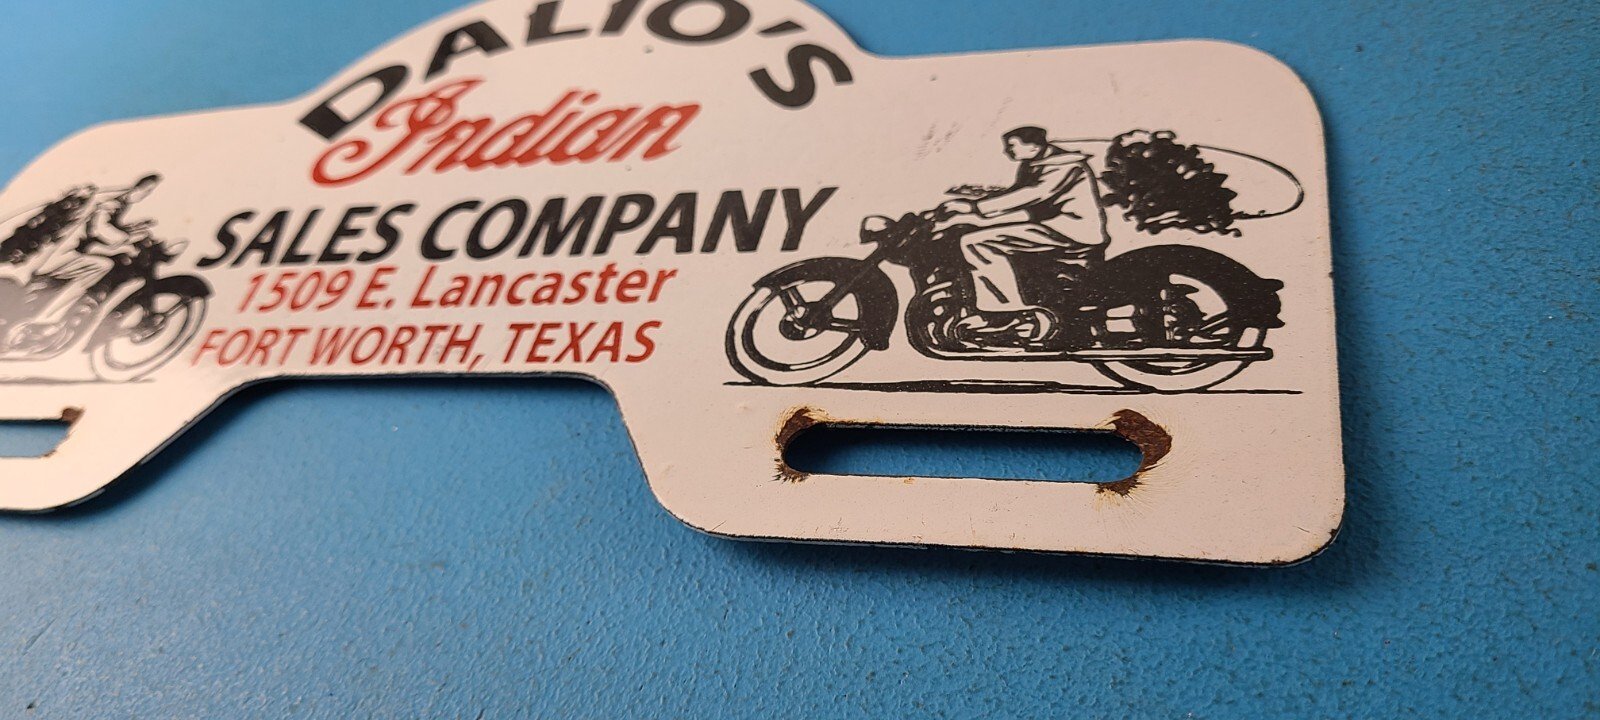 DALIO'S
Indian
SALES COMPANY
1509 E. Lancaster
FORT WORTH, TEXAS